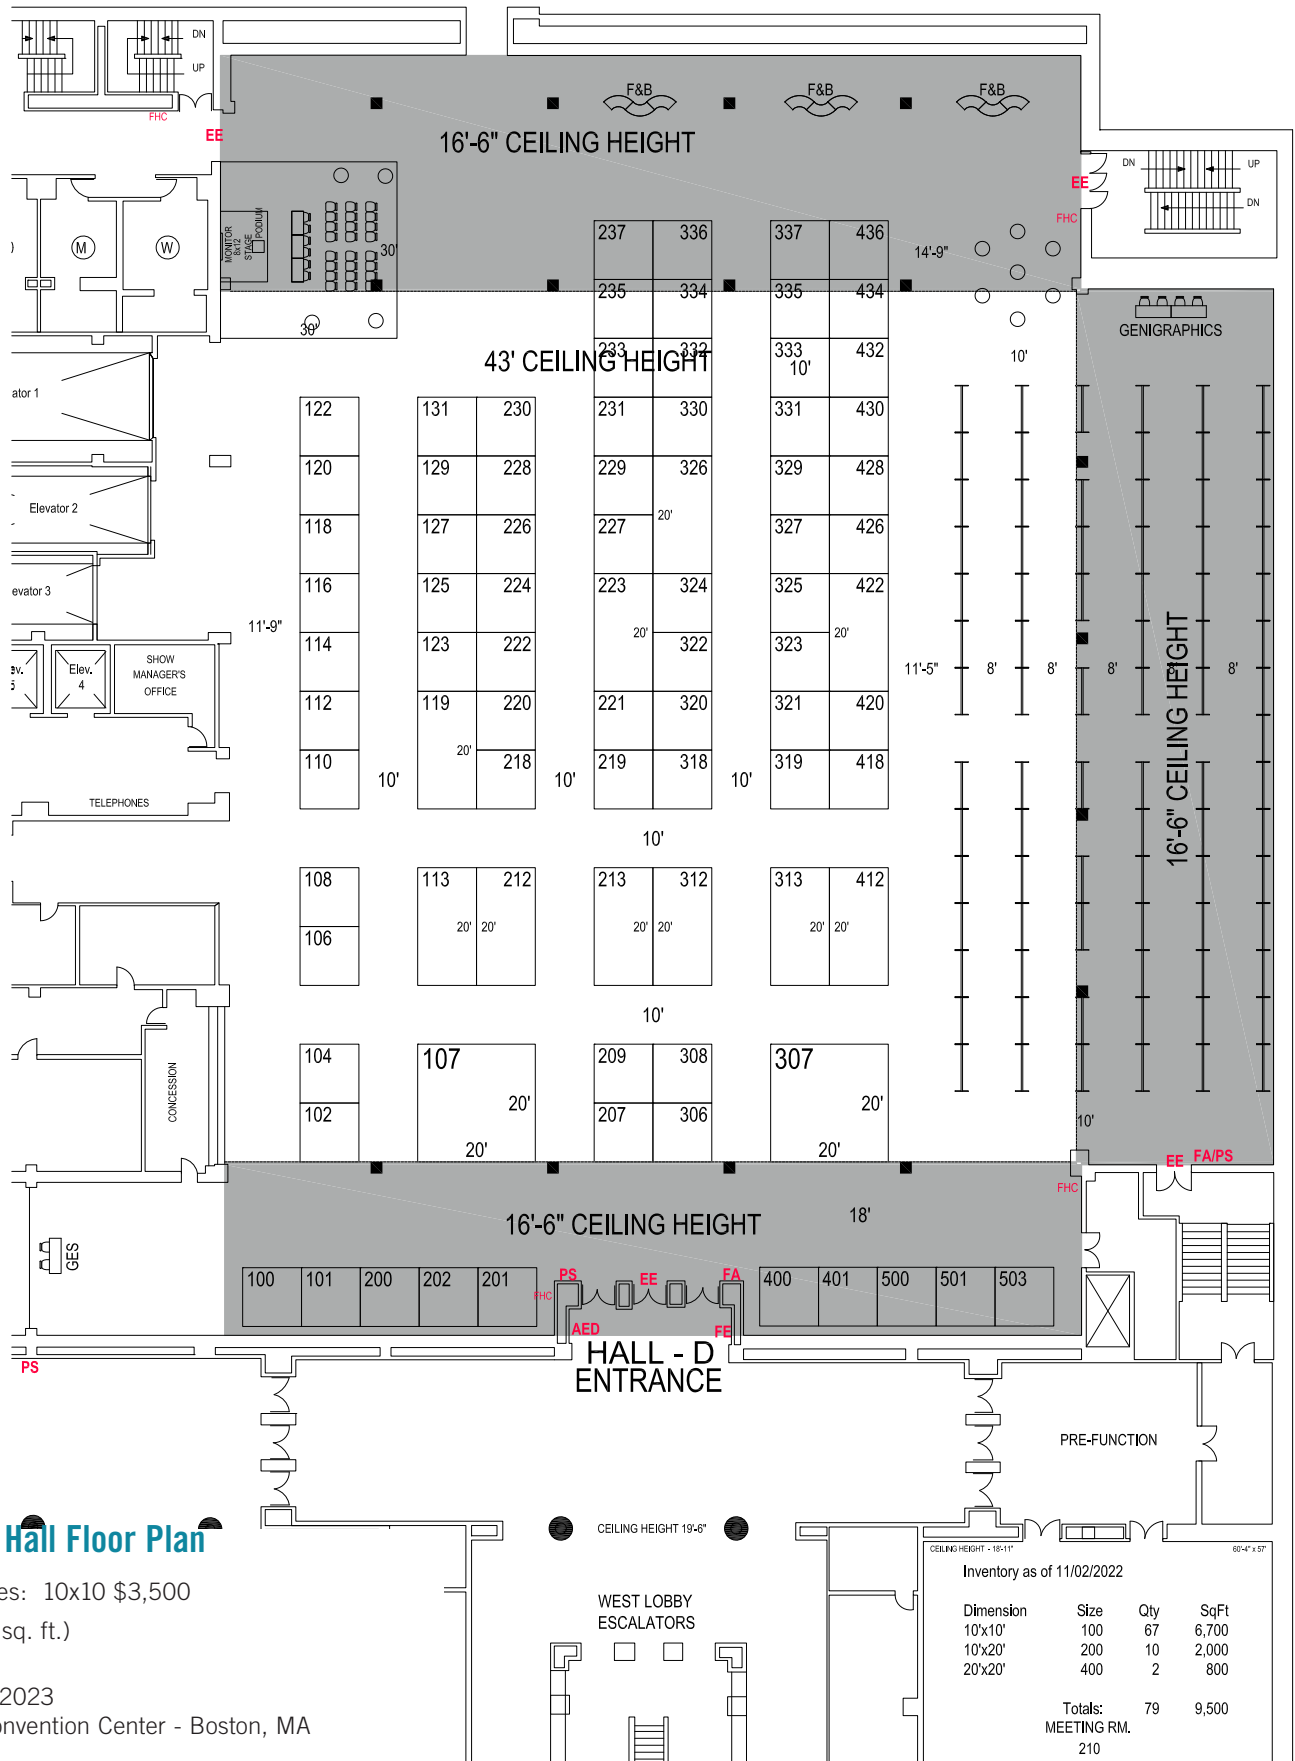 DN
UP
FHC
EE
F&B
F&B
F&B
16'-6" CEILING HEIGHT
DN
UP
DN
EE
FHC
M
W
MONITOR
8x12
STAGE
PODIUM
30'
30'
237
336
337
436
14'-9"
235
334
335
434
GENIGRAPHICS
233
332
333
432
43' CEILING HEIGHT
10'
10'
ator 1
122
131
230
231
330
331
430
120
129
228
229
326
329
428
Elevator 2
118
127
226
227
20'
327
426
evator 3
116
125
224
223
324
325
422
11'-9"
114
123
222
20'
322
323
20'
ev.
5
Elev.
4
SHOW
MANAGER'S
OFFICE
11'-5"
8'
8'
8'
8'
8'
16'-6" CEILING HEIGHT
112
119
220
221
320
321
420
110
20'
218
219
318
319
418
10'
10'
10'
TELEPHONES
10'
108
113
212
213
312
313
412
106
20'
20'
20'
20'
20'
20'
10'
104
107
209
308
307
CONCESSION
102
20'
20'
207
306
20'
20'
10'
EE
FA/PS
FHC
16'-6" CEILING HEIGHT
18'
GES
100
101
200
202
201
PS
EE
FA
400
401
500
501
503
FHC
AED
FE
HALL - D
ENTRANCE
PS
PRE-FUNCTION
Hall Floor Plan
es: 10x10 $3,500
sq. ft.)
2023
onvention Center - Boston, MA
CEILING HEIGHT 19'-6"
WEST LOBBY
ESCALATORS
CEILING HEIGHT - 18'-11"
60'-4" x 57'
Inventory as of 11/02/2022
Dimension Size Qty SqFt
10'x10' 100 67 6,700
10'x20' 200 10 2,000
20'x20' 400 2 800
Totals: 79 9,500
MEETING RM.
210